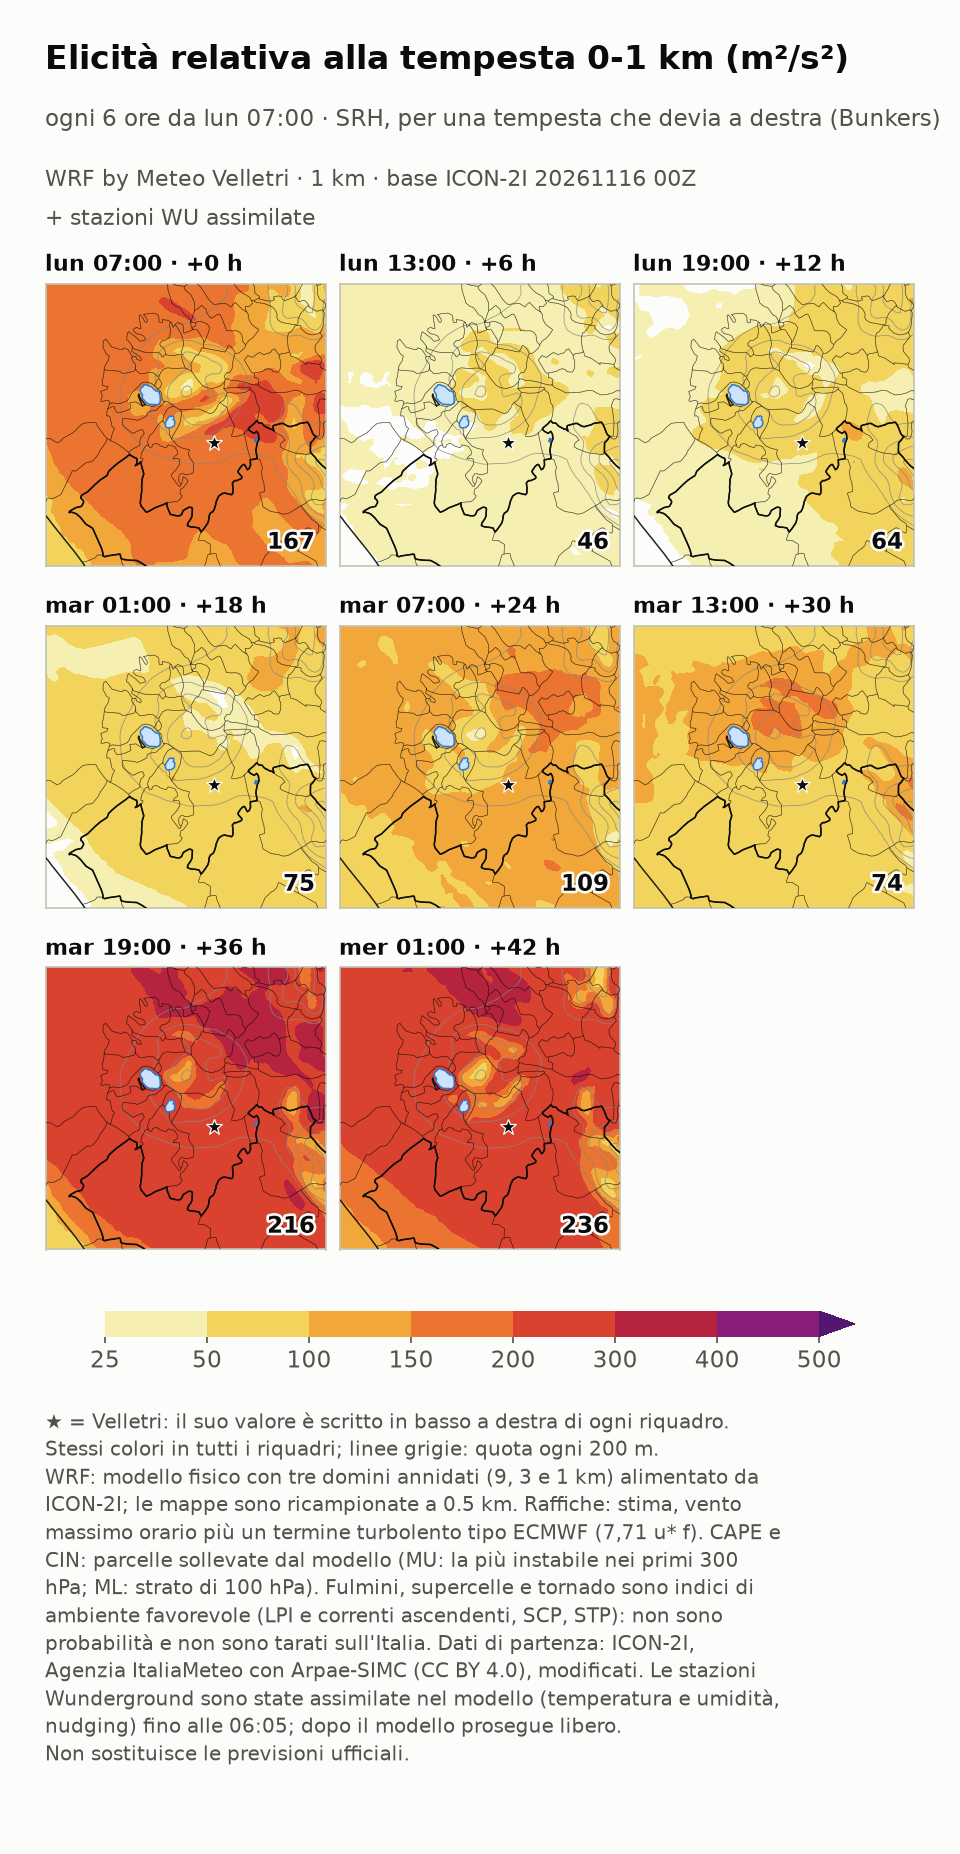 Elicità relativa alla tempesta 0-1 km (m²/s²)
ogni 6 ore da lun 07:00 · SRH, per una tempesta che devia a destra (Bunkers)
WRF by Meteo Velletri · 1 km · base ICON-2I 20261116 00Z
+ stazioni WU assimilate
lun 07:00 · +0 h
lun 13:00 · +6 h
lun 19:00 · +12 h
167
46
64
mar 01:00 · +18 h
mar 07:00 · +24 h
mar 13:00 · +30 h
75
109
74
mar 19:00 · +36 h
mer 01:00 · +42 h
216
236
25 50 100 150 200 300 400 500
★ = Velletri: il suo valore è scritto in basso a destra di ogni riquadro.
Stessi colori in tutti i riquadri; linee grigie: quota ogni 200 m.
WRF: modello fisico con tre domini annidati (9, 3 e 1 km) alimentato da
ICON-2I; le mappe sono ricampionate a 0.5 km. Raffiche: stima, vento
massimo orario più un termine turbolento tipo ECMWF (7,71 u* f). CAPE e
CIN: parcelle sollevate dal modello (MU: la più instabile nei primi 300
hPa; ML: strato di 100 hPa). Fulmini, supercelle e tornado sono indici di
ambiente favorevole (LPI e correnti ascendenti, SCP, STP): non sono
probabilità e non sono tarati sull'Italia. Dati di partenza: ICON-2I,
Agenzia ItaliaMeteo con Arpae-SIMC (CC BY 4.0), modificati. Le stazioni
Wunderground sono state assimilate nel modello (temperatura e umidità,
nudging) fino alle 06:05; dopo il modello prosegue libero.
Non sostituisce le previsioni ufficiali.